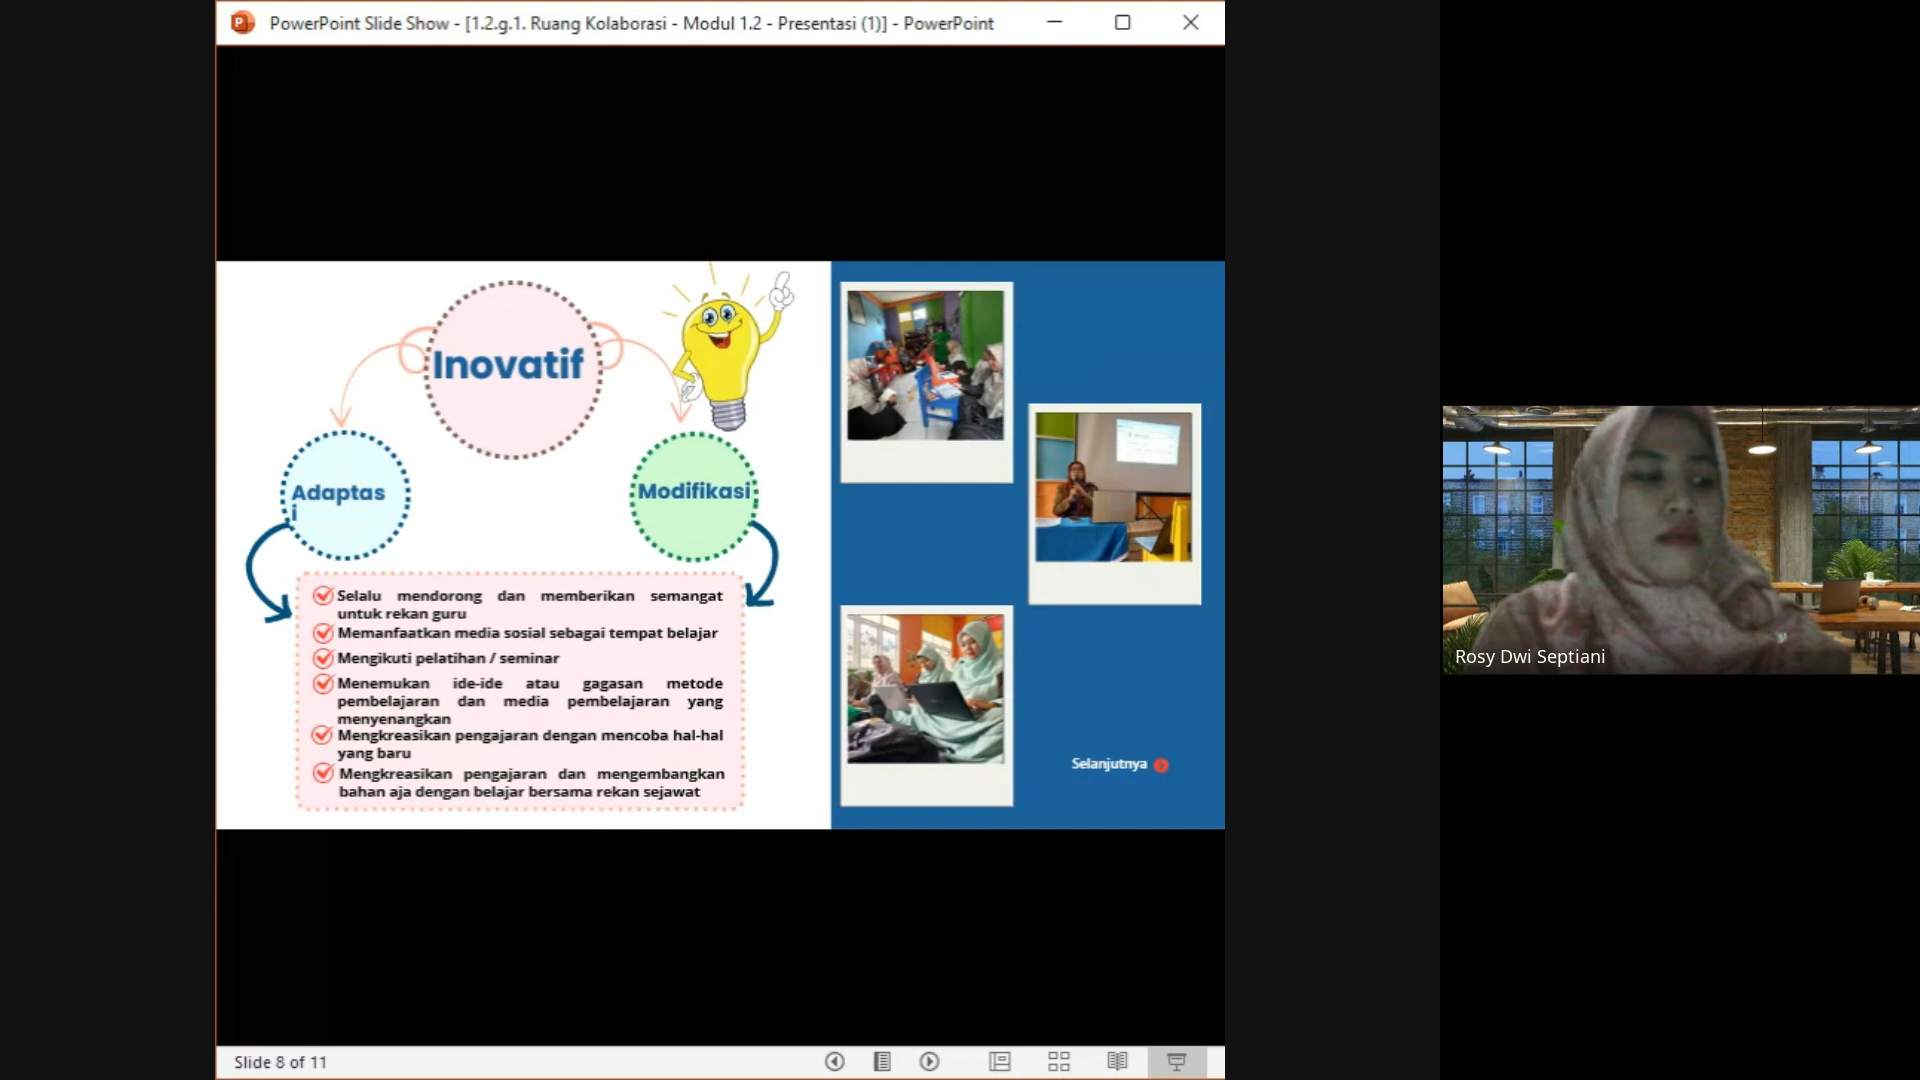 PowerPoint Slide Show - [1.2.g.1. Ruang Kolaborasi - Modul 1.2 - Presentasi (1)] - PowerPoint
Inovatif
Adaptas
i
Modifikasi
Selalu mendorong dan memberikan semangat
untuk rekan guru
Memanfaatkan media sosial sebagai tempat belajar
Mengikuti pelatihan / seminar
Menemukan ide-ide atau gagasan metode
pembelajaran dan media pembelajaran yang
menyenangkan
Mengkreasikan pengajaran dengan mencoba hal-hal
yang baru
Mengkreasikan pengajaran dan mengembangkan
bahan aja dengan belajar bersama rekan sejawat
Selanjutnya
Rosy Dwi Septiani
Slide 8 of 11